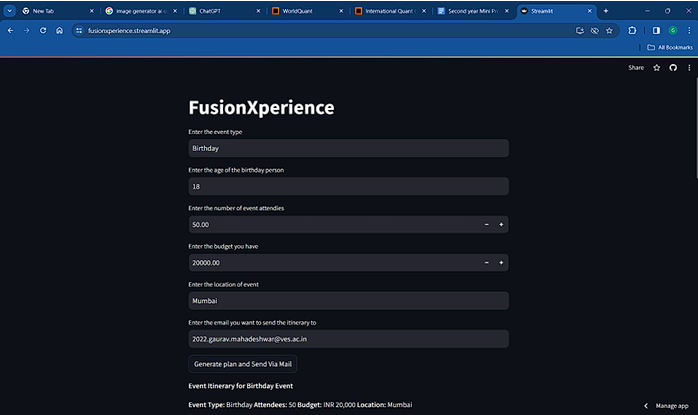 New Tab
Image generator ai
ChatGPT
WorldQuant
International Quant
Second year Mini Pr
Streamlit
fusionxperience.streamlit.app
All Bookmarks
Share
FusionXperience
Enter the event type
Birthday
Enter the age of the birthday person
18
Enter the number of event attendies
50.00
Enter the budget you have
20000.00
Enter the location of event
Mumbai
Enter the email you want to send the itinerary to
2022.gaurav.mahadeshwar@ves.ac.in
Generate plan and Send Via Mail
Event Itinerary for Birthday Event
Event Type: Birthday Attendees: 50 Budget: INR 20,000 Location: Mumbai
Manage app